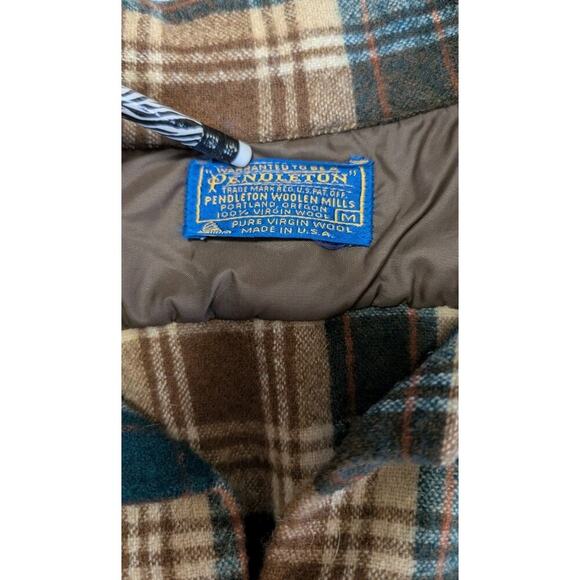 "WARRANTED TO BE A
PENDLETON"
TRADE MARK REG. U.S. PAT. OFF.
PENDLETON WOOLEN MILLS
PORTLAND, OREGON
100% VIRGIN WOOL M
PURE VIRGIN WOOL
MADE IN U.S.A.